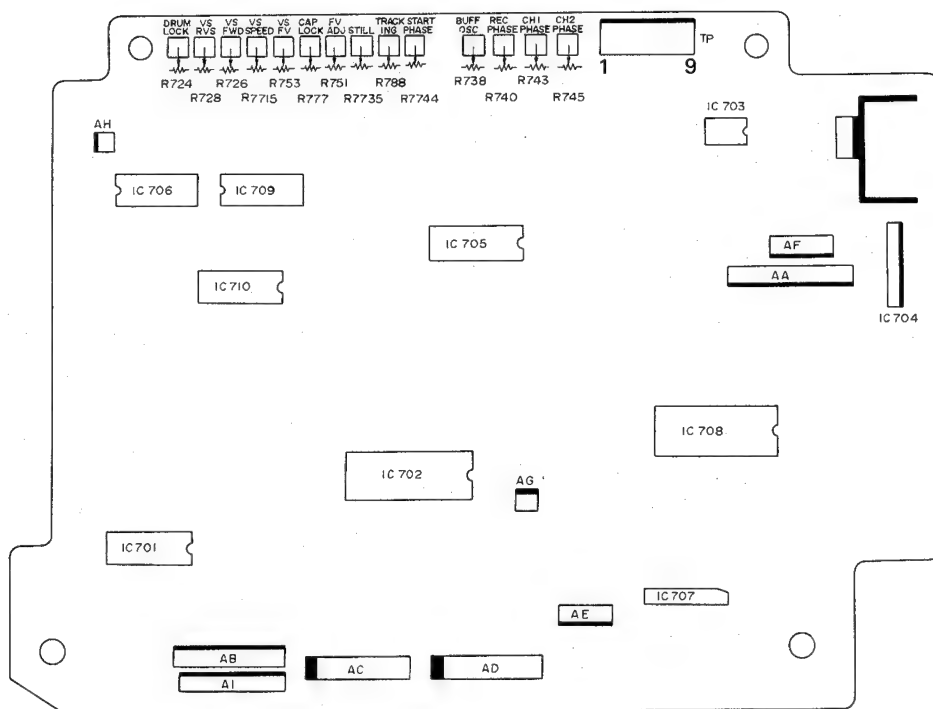 DRUM LOCK VS RVS VS FWD VS SPEED VS FV CAP LOCK FV ADJ STILL TRACK ING START PHASE BUFF OSC REC PHASE CH1 PHASE CH2 PHASE
TP
1 9
R724 R726 R753 R751 R788 R738 R743
R728 R7715 R777 R7735 R7744 R740 R745
IC 703
AH
IC 706 IC 709
IC 705 AF
AA
IC 710
IC 704
IC 708
IC 702 AG
IC 701
IC 707
AE
AB
AC AD
AI